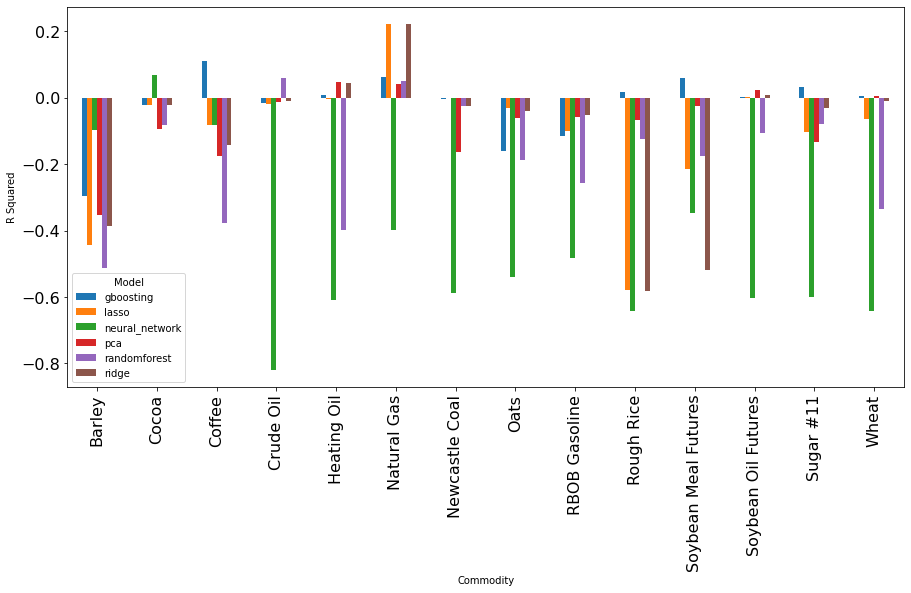 0.2
0.0
−0.2
−0.4
−0.6
−0.8
R Squared
Model
gboosting
lasso
neural_network
pca
randomforest
ridge
Barley
Cocoa
Coffee
Crude Oil
Heating Oil
Natural Gas
Newcastle Coal
Oats
RBOB Gasoline
Rough Rice
Soybean Meal Futures
Soybean Oil Futures
Sugar #11
Wheat
Commodity